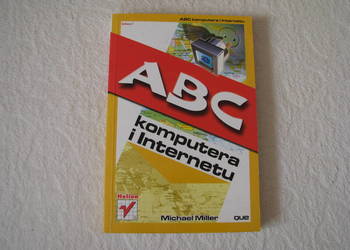 ABC komputera i Internetu
ABC
komputera
i Internetu
Helion
Michael Miller
que